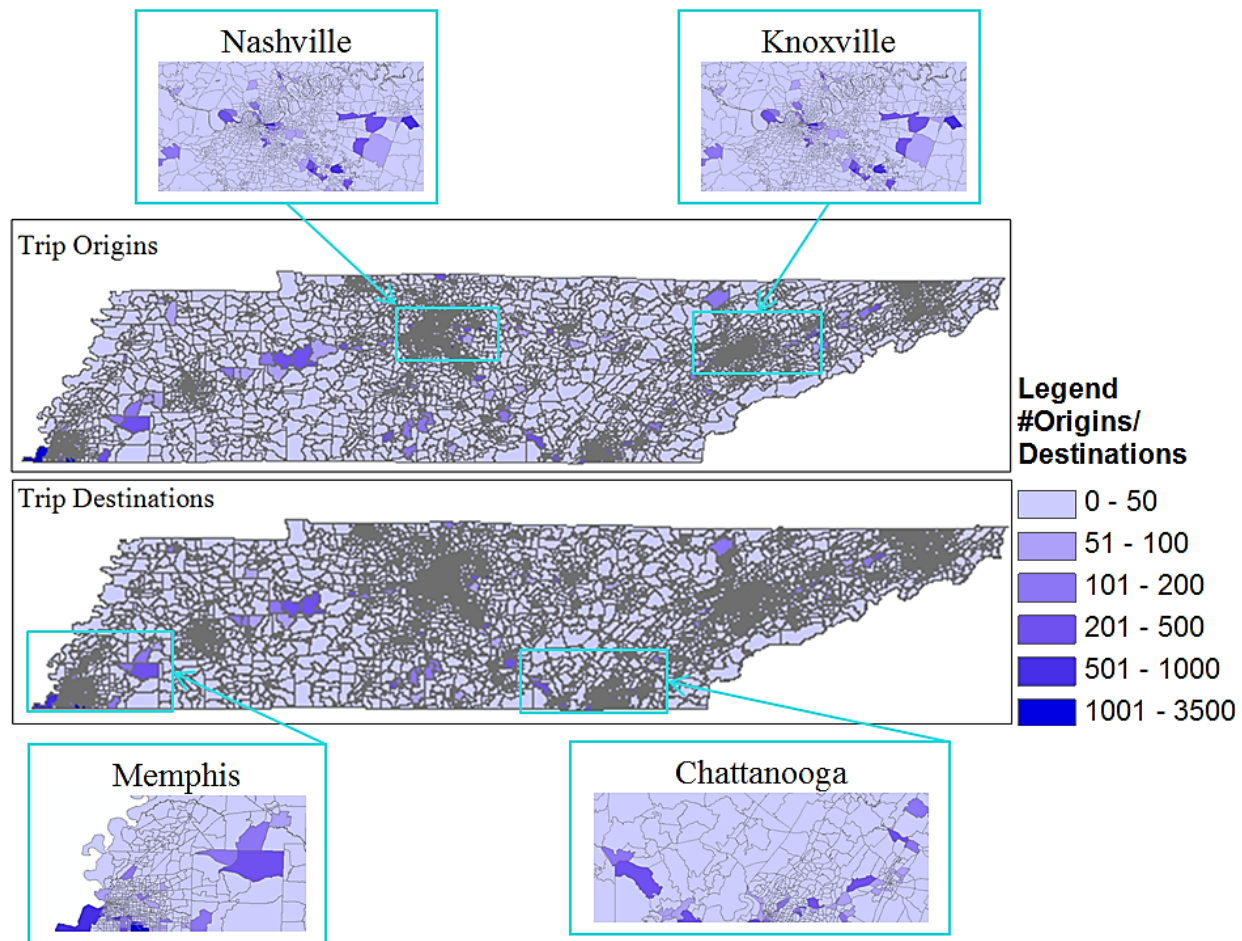 Nashville
Knoxville
Trip Origins
Legend
#Origins/
Destinations
0 - 50
51 - 100
101 - 200
201 - 500
501 - 1000
1001 - 3500
Trip Destinations
Memphis
Chattanooga